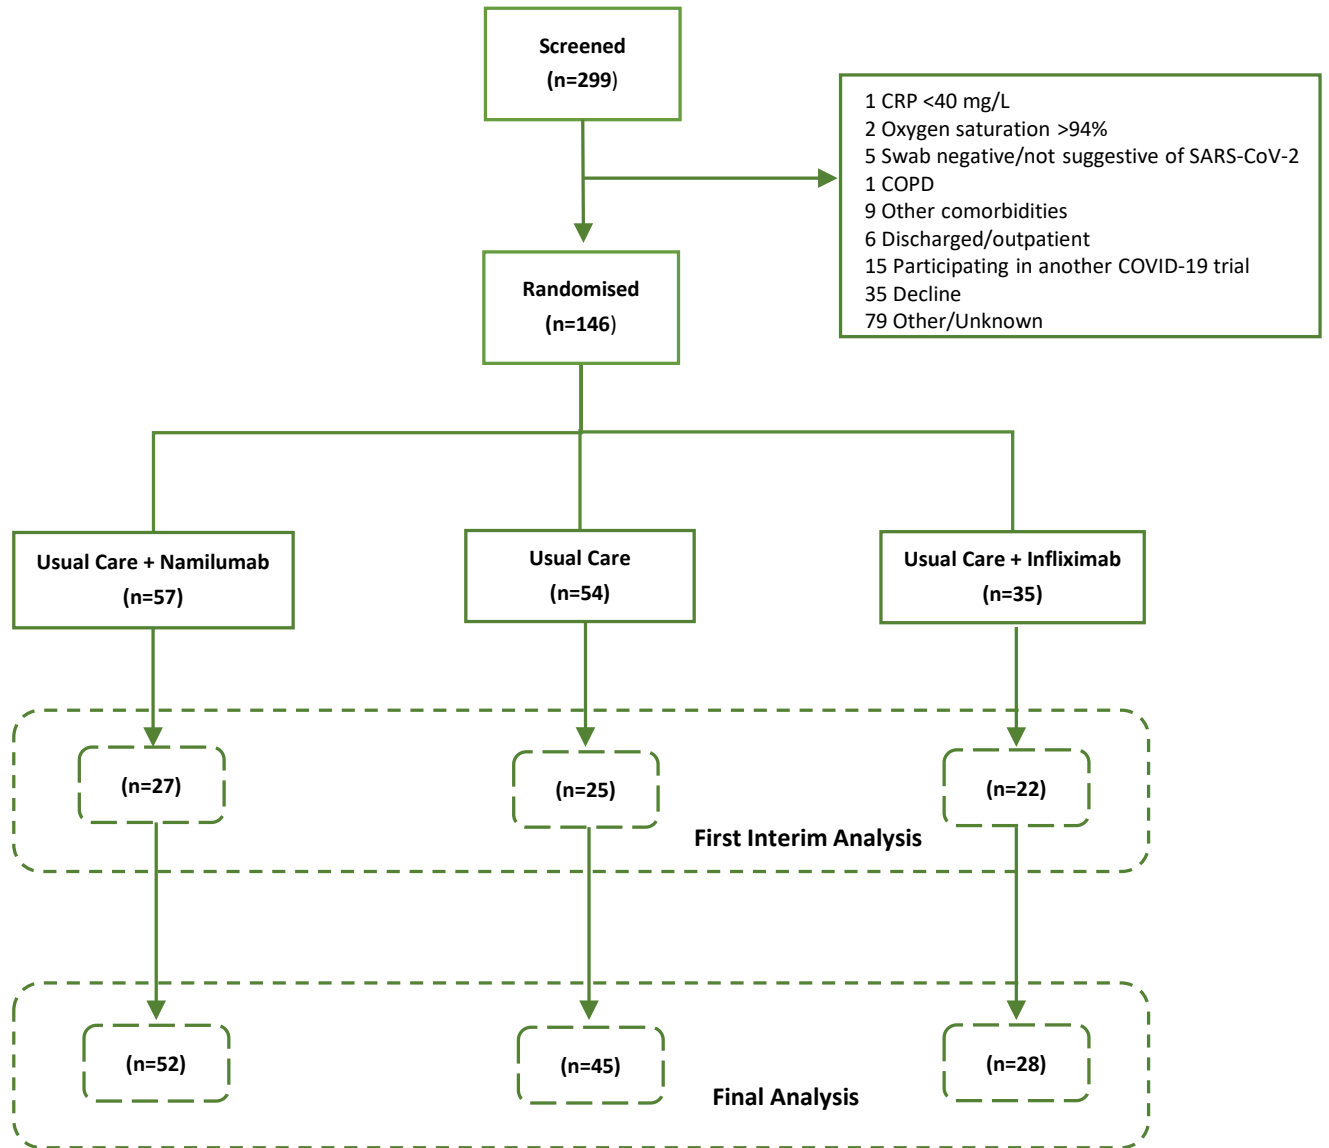 Screened
(n=299)
1 CRP <40 mg/L
2 Oxygen saturation >94%
5 Swab negative/not suggestive of SARS-CoV-2
1 COPD
9 Other comorbidities
6 Discharged/outpatient
15 Participating in another COVID-19 trial
35 Decline
79 Other/Unknown
Randomised
(n=146)
Usual Care + Namilumab
(n=57)
Usual Care
(n=54)
Usual Care + Infliximab
(n=35)
(n=27)
(n=25)
(n=22)
First Interim Analysis
(n=52)
(n=45)
(n=28)
Final Analysis